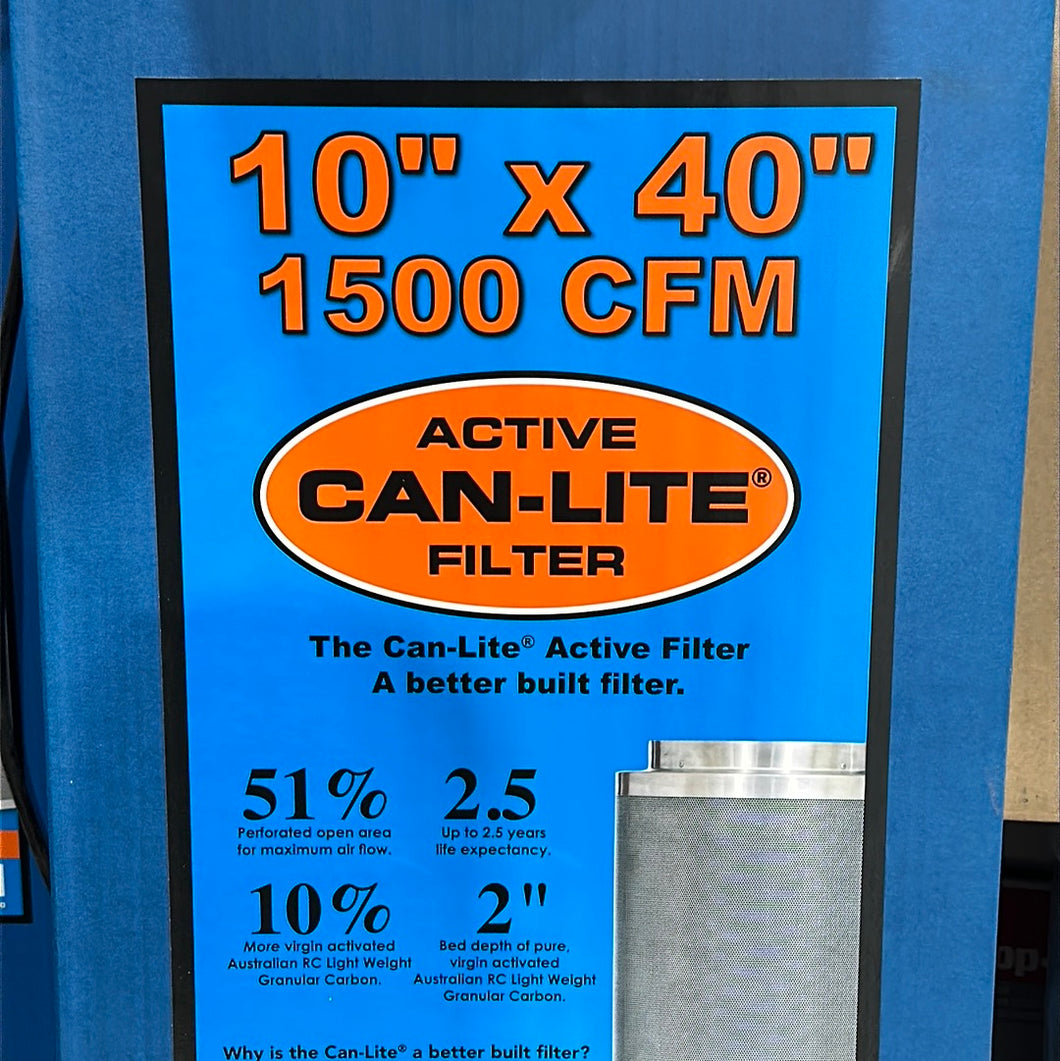 10" x 40"
1500 CFM
ACTIVE
CAN-LITE®
FILTER
The Can-Lite® Active Filter
A better built filter.
51%
Perforated open area
for maximum air flow.
2.5
Up to 2.5 years
life expectancy.
10%
More virgin activated
Australian RC Light Weight
Granular Carbon.
2"
Bed depth of pure,
virgin activated
Australian RC Light Weight
Granular Carbon.
Why is the Can-Lite® a better built filter?